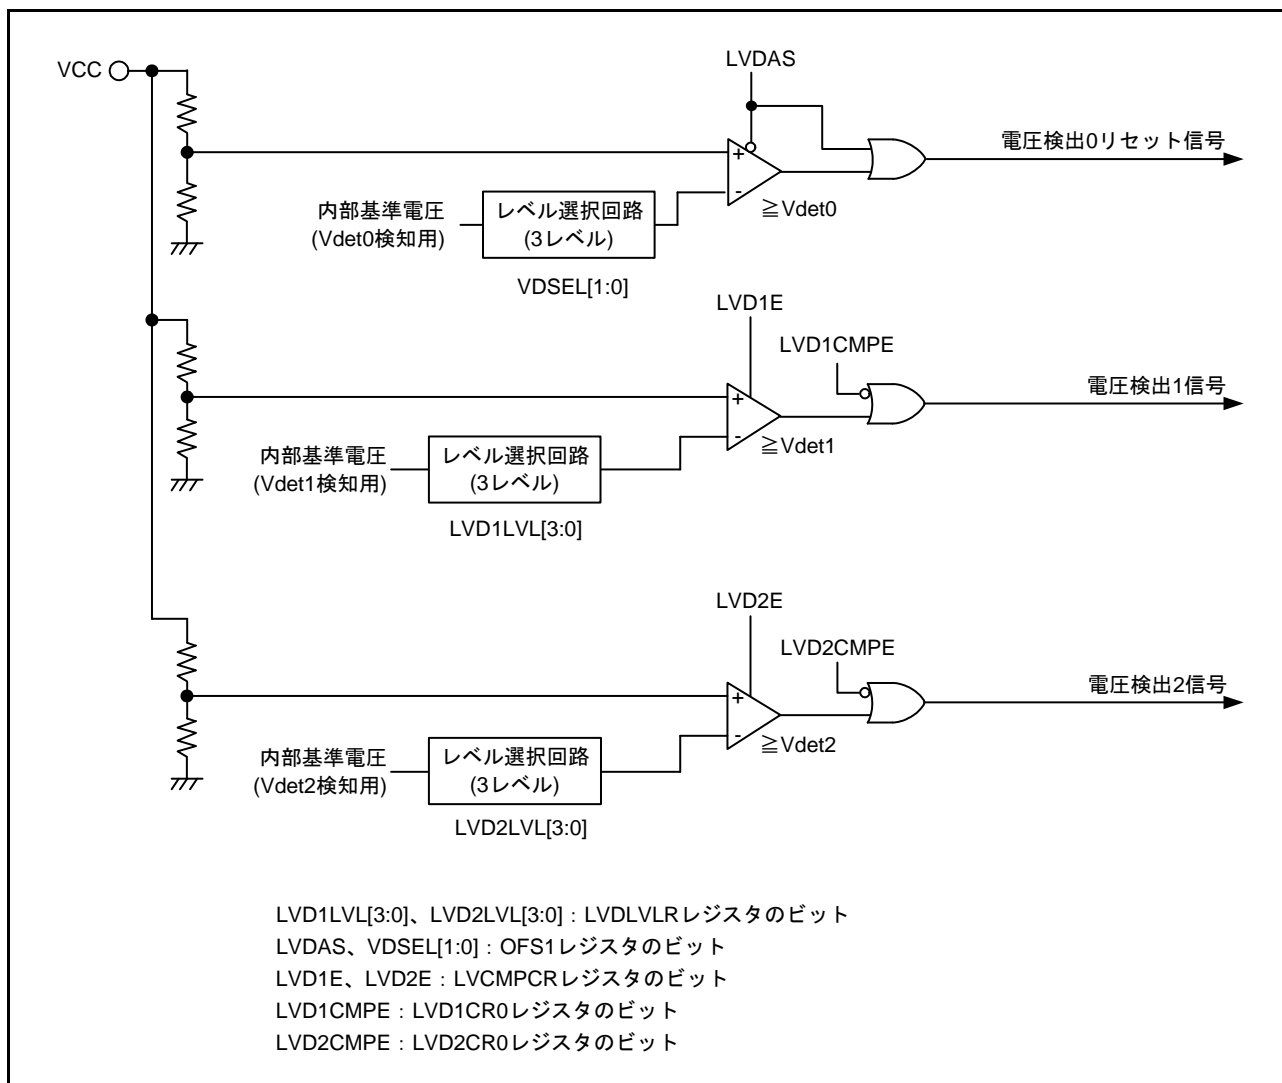 VCC
LVDAS
+
-
≧Vdet0
電圧検出0リセット信号
内部基準電圧
(Vdet0検知用)
レベル選択回路
(3レベル)
VDSEL[1:0]
LVD1E
LVD1CMPE
+
-
≧Vdet1
電圧検出1信号
内部基準電圧
(Vdet1検知用)
レベル選択回路
(3レベル)
LVD1LVL[3:0]
LVD2E
LVD2CMPE
+
-
≧Vdet2
電圧検出2信号
内部基準電圧
(Vdet2検知用)
レベル選択回路
(3レベル)
LVD2LVL[3:0]
LVD1LVL[3:0]、LVD2LVL[3:0]：LVDLVLRレジスタのビット
LVDAS、VDSEL[1:0]：OFS1レジスタのビット
LVD1E、LVD2E：LVCMPCRレジスタのビット
LVD1CMPE：LVD1CR0レジスタのビット
LVD2CMPE：LVD2CR0レジスタのビット